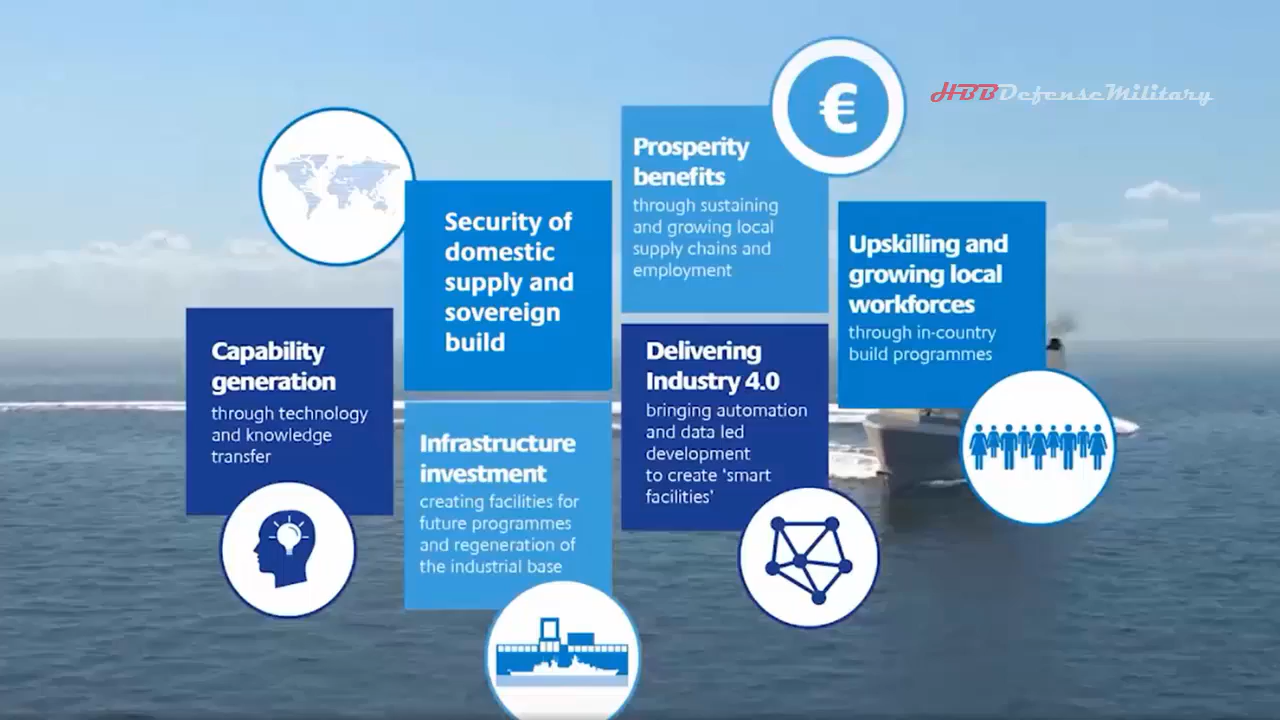 HBBDefenseMilitary
€
Prosperity
benefits
through sustaining
and growing local
supply chains and
employment
Security of
domestic
supply and
sovereign
build
Upskilling and
growing local
workforces
through in-country
build programmes
Capability
generation
through technology
and knowledge
transfer
Delivering
Industry 4.0
bringing automation
and data led
development
to create 'smart
facilities'
Infrastructure
investment
creating facilities for
future programmes
and regeneration of
the industrial base